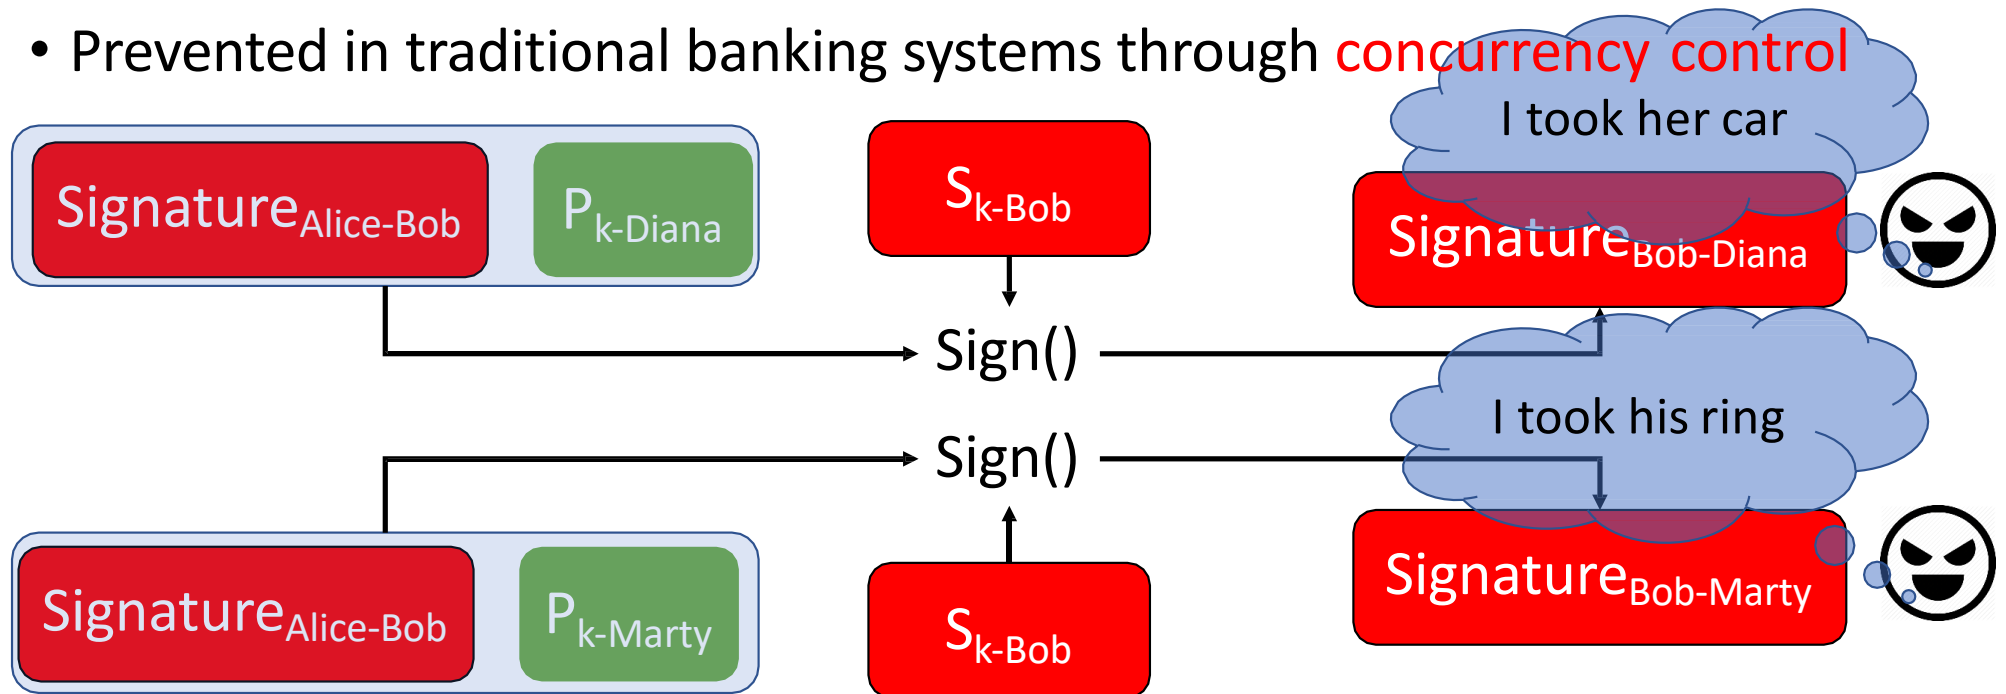 • Prevented in traditional banking systems through concurrency control
I took her car
Signature Alice-Bob
P k-Diana
S k-Bob
Signature Bob-Diana
Sign()
I took his ring
Sign()
Signature Alice-Bob
P k-Marty
S k-Bob
Signature Bob-Marty